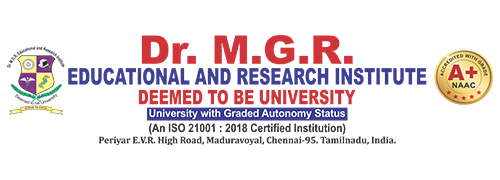 Dr. M.G.R.
EDUCATIONAL AND RESEARCH INSTITUTE
DEEMED TO BE UNIVERSITY
University with Graded Autonomy Status
(An ISO 21001 : 2018 Certified Institution)
Periyar E.V.R. High Road, Maduravoyal, Chennai-95. Tamilnadu, India.
Dr. M.G.R. Educational and Research Institute
Deemed to be University
ACCREDITED WITH GRADE
A+
NAAC